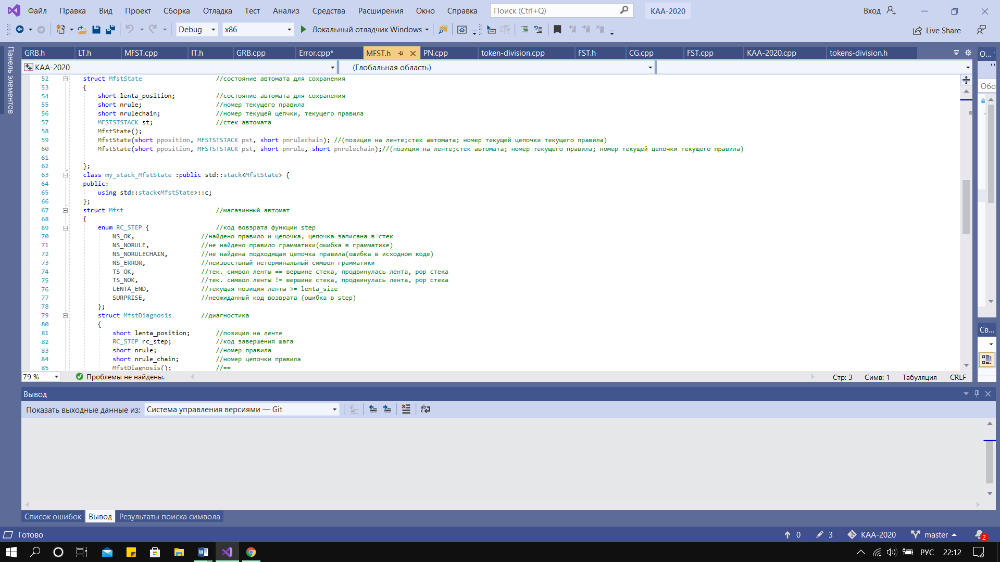 Файл Правка Вид Проект Сборка Отладка Тест Анализ Средства Расширения Окно Справка Поиск (Ctrl+Q) KAA-2020 Вход
Debug x86 Локальный отладчик Windows Live Share
Панель элементов
GRB.h LT.h MFST.cpp IT.h GRB.cpp Error.cpp* MFST.h PN.cpp token-division.cpp FST.h CG.cpp FST.cpp KAA-2020.cpp tokens-division.h О...
KAA-2020 (Глобальная область)
Обо
52 struct MfstState //состояние автомата для сохранения
53 {
54 short lenta_position; //состояние автомата для сохранения
55 short nrule; //номер текущего правила
56 short nrulechain; //номер текущей цепчки, текущего правила
57 MFSTSTSTACK st; //стек автомата
58 MfstState();
59 MfstState(short pposition, MFSTSTSTACK pst, short pnrulechain); //(позиция на ленте;стек автомата; номер текущей цепочки текущего правила)
60 MfstState(short pposition, MFSTSTSTACK pst, short pnrule, short pnrulechain);//(позиция на ленте;стек автомата; номер текущего правила; номер текущей цепочки текущего правила)
61
62 };
63 class my_stack_MfstState :public std::stack<MfstState> {
64 public:
65 using std::stack<MfstState>::c;
66 };
67 struct Mfst //магазинный автомат
68 {
69 enum RC_STEP { //код вовзрата функции step
70 NS_OK, //найдено правило и цепочка, цепочка записана в стек
71 NS_NORULE, //не найдено правило грамматики(ошибка в грамматике)
72 NS_NORULECHAIN, //не найдена подходящая цепочка правила(ошибка в исходном коде)
73 NS_ERROR, //неизвествный нетерминальный символ грамматики
74 TS_OK, //тек. символ ленты == вершине стека, продвинулась лента, pop стека
75 TS_NOK, //тек. символ ленты != вершине стека, продвинулась лента, pop стека
76 LENTA_END, //текущая позиция ленты >= lenta_size
77 SURPRISE, //неожиданный код возврата (ошибка в step)
78 };
79 struct MfstDiagnosis //диагностика
80 {
81 short lenta_position; //позиция на ленте
82 RC_STEP rc_step; //код завершения шага
83 short nrule; //номер правила
84 short nrule_chain; //номер цепочки правила
85 MfstDiagnosis(); //==
Св...
79 % Проблемы не найдены. Стр: 3 Симв: 1 Табуляция CRLF
Вывод
Показать выходные данные из: Система управления версиями — Git
Список ошибок Вывод Результаты поиска символа
Готово 0 3 KAA-2020 master 2
РУС 22:12